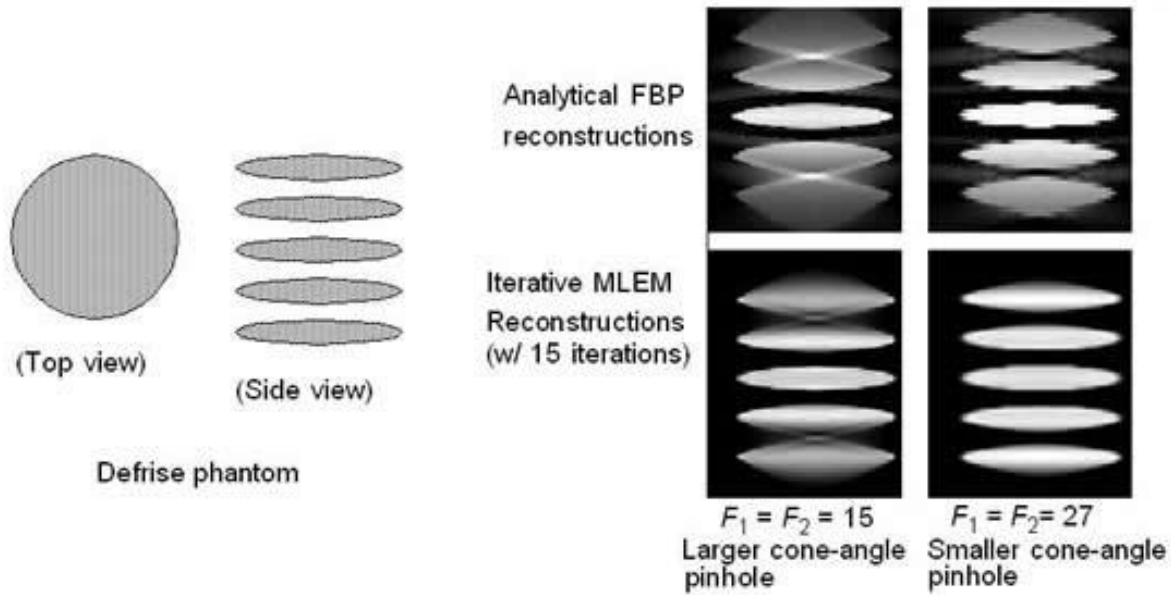 Analytical FBP
reconstructions
(Top view)
(Side view)
Defrise phantom
Iterative MLEM
Reconstructions
(w/ 15 iterations)
F₁ = F₂ = 15
Larger cone-angle
pinhole
F₁ = F₂= 27
Smaller cone-angle
pinhole